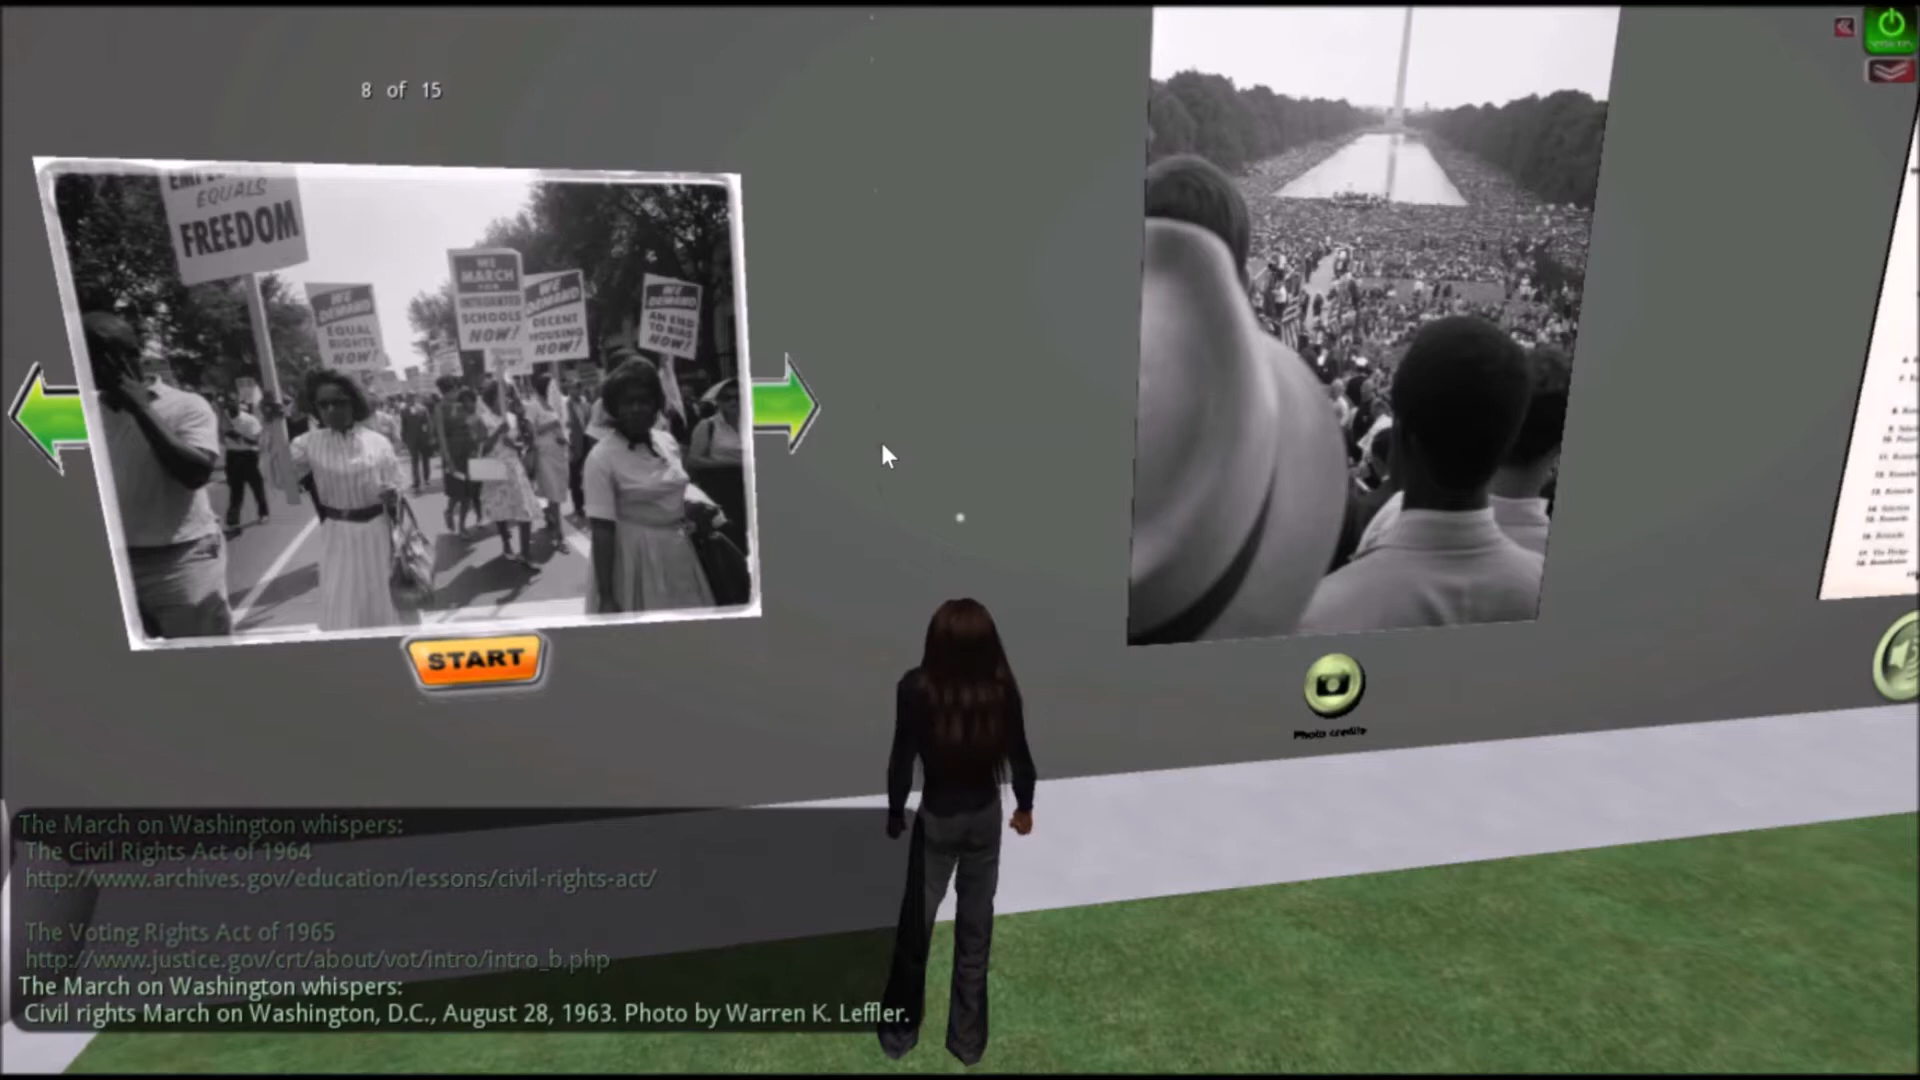 8 of 15
EQUALS
FREEDOM
WE
DEMAND
EQUAL
RIGHTS
NOW!
WE
MARCH
FOR
INTEGRATED
SCHOOLS
NOW!
WE
DEMAND
DECENT
HOUSING
NOW!
WE
DEMAND
AN END
TO BIAS
NOW!
START
Photo credits
The March on Washington whispers:
The Civil Rights Act of 1964
http://www.archives.gov/education/lessons/civil-rights-act/
The Voting Rights Act of 1965
http://www.justice.gov/crt/about/vot/intro/intro_b.php
The March on Washington whispers:
Civil rights March on Washington, D.C., August 28, 1963. Photo by Warren K. Leffler.